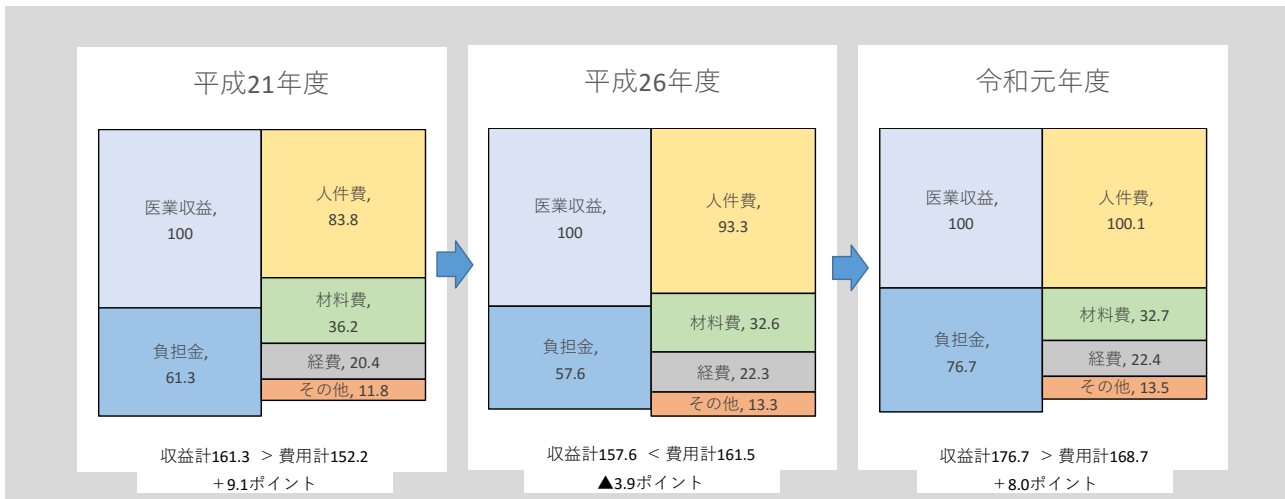 平成21年度
医業収益,
100
負担金,
61.3
人件費,
83.8
材料費,
36.2
経費, 20.4
その他, 11.8
収益計161.3 > 費用計152.2
+9.1ポイント
平成26年度
医業収益,
100
負担金,
57.6
人件費,
93.3
材料費, 32.6
経費, 22.3
その他, 13.3
収益計157.6 < 費用計161.5
▲3.9ポイント
令和元年度
医業収益,
100
負担金,
76.7
人件費,
100.1
材料費, 32.7
経費, 22.4
その他, 13.5
収益計176.7 > 費用計168.7
+8.0ポイント